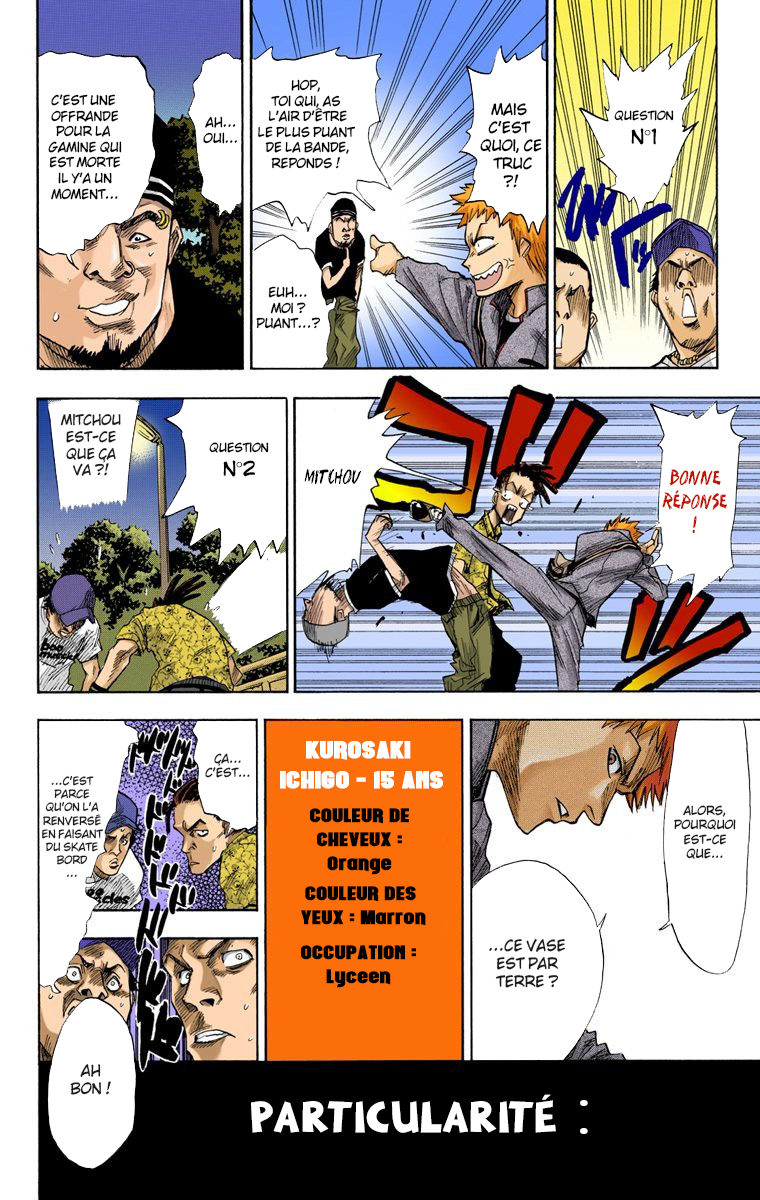 QUESTION
N°1
MAIS
C'EST
QUOI, CE
TRUC
?!
HOP,
TOI QUI, AS
L'AIR D'ÊTRE
LE PLUS PUANT
DE LA BANDE,
REPONDS !
EUH...
MOI ?
PUANT...?
AH...
OUI...
C'EST UNE
OFFRANDE
POUR LA
GAMINE QUI
EST MORTE
IL Y'A UN
MOMENT...
BONNE
RÉPONSE
!
MITCHOU
QUESTION
N°2
MITCHOU
EST-CE
QUE ÇA
VA ?!
ALORS,
POURQUOI
EST-CE
QUE...
...CE VASE
EST PAR
TERRE ?
KUROSAKI
ICHIGO - 15 ANS
COULEUR DE
CHEVEUX :
Orange
COULEUR DES
YEUX : Marron
OCCUPATION :
Lyceen
ÇA...
C'EST...
...C'EST
PARCE
QU'ON L'A
RENVERSÉ
EN FAISANT
DU SKATE
BORD
...
AH
BON !
PARTICULARITÉ :